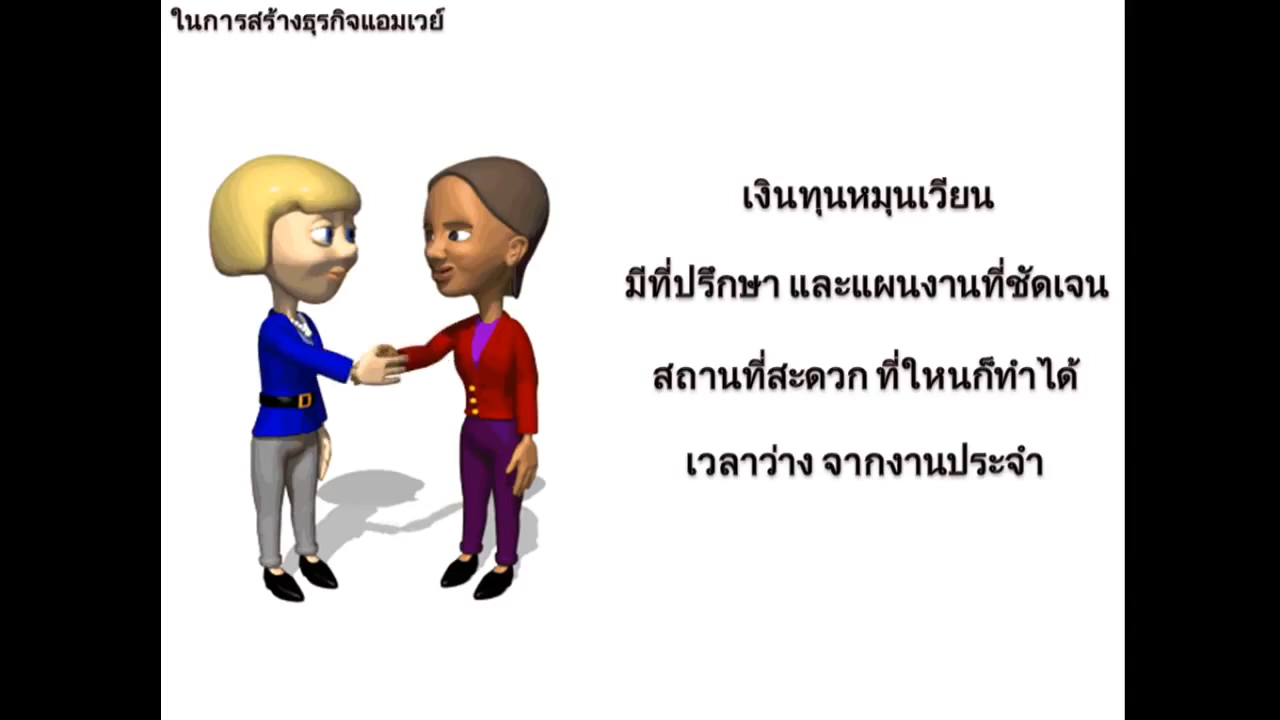 ในการสร้างธุรกิจแอมเวย์
เงินทุนหมุนเวียน
มีที่ปรึกษา และแผนงานที่ชัดเจน
สถานที่สะดวก ที่ใหนก็ทำได้
เวลาว่าง จากงานประจำ